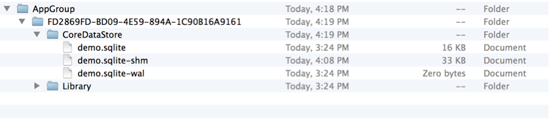 AppGroup Today, 4:18 PM -- Folder
FD2869FD-BD09-4E59-894A-1C90B16A9161 Today, 4:19 PM -- Folder
CoreDataStore Today, 4:19 PM -- Folder
demo.sqlite Today, 3:24 PM 16 KB Document
demo.sqlite-shm Today, 4:08 PM 33 KB Document
demo.sqlite-wal Today, 3:24 PM Zero bytes Document
Library Today, 3:24 PM -- Folder